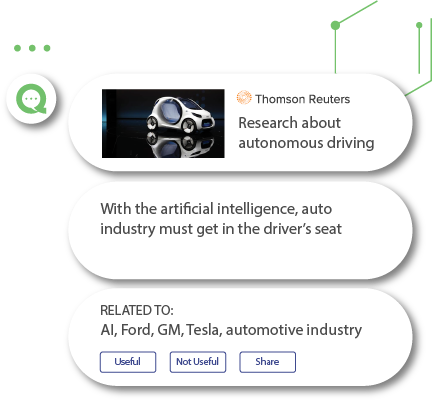 Thomson Reuters
Research about
autonomous driving
With the artificial intelligence, auto
industry must get in the driver's seat
RELATED TO:
AI, Ford, GM, Tesla, automotive industry
Useful
Not Useful
Share